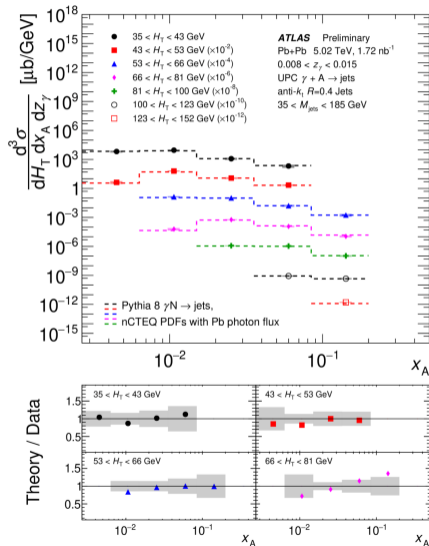 d³σ / dH_T dx_A dz_γ [µb/GeV]
10^18
10^15
10^12
10^9
10^6
10^3
1
10^−3
10^−6
10^−9
10^−12
10^−15
35 < H_T < 43 GeV
43 < H_T < 53 GeV (×10^-2)
53 < H_T < 66 GeV (×10^-4)
66 < H_T < 81 GeV (×10^-6)
81 < H_T < 100 GeV (×10^-8)
100 < H_T < 123 GeV (×10^-10)
123 < H_T < 152 GeV (×10^-12)
ATLAS Preliminary
Pb+Pb 5.02 TeV, 1.72 nb^-1
0.008 < z_γ < 0.015
UPC γ + A → jets
anti-k_t R=0.4 Jets
35 < M_jets < 185 GeV
Pythia 8 γN → jets,
nCTEQ PDFs with Pb photon flux
10^−2 10^−1
x_A
Theory / Data
35 < H_T < 43 GeV
43 < H_T < 53 GeV
1.5
1
0.5
53 < H_T < 66 GeV
66 < H_T < 81 GeV
1.5
1
0.5
10^−2 10^−1 x_A
10^−2 10^−1 x_A